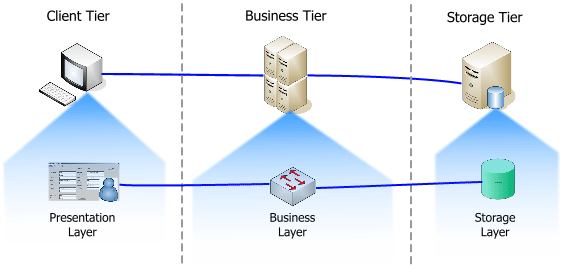 Client Tier
Business Tier
Storage Tier
Presentation
Layer
Business
Layer
Storage
Layer